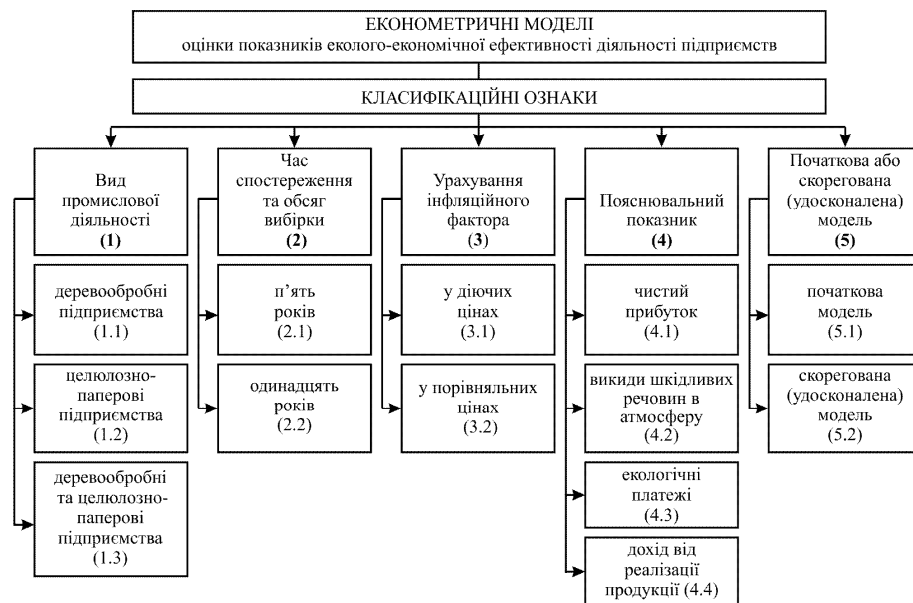 ЕКОНОМЕТРИЧНІ МОДЕЛІ
оцінки показників еколого-економічної ефективності діяльності підприємств
КЛАСИФІКАЦІЙНІ ОЗНАКИ
Вид
промислової
діяльності
(1)
деревообробні
підприємства
(1.1)
целюлозно-
паперові
підприємства
(1.2)
деревообробні
та целюлозно-
паперові
підприємства
(1.3)
Час
спостереження
та обсяг
вибірки
(2)
п’ять
років
(2.1)
одинадцять
років
(2.2)
Урахування
інфляційного
фактора
(3)
у діючих
цінах
(3.1)
у порівняльних
цінах
(3.2)
Пояснювальний
показник
(4)
чистий
прибуток
(4.1)
викиди шкідливих
речовин в
атмосферу
(4.2)
екологічні
платежі
(4.3)
дохід від
реалізації
продукції (4.4)
Початкова або
скорегована
(удосконалена)
модель
(5)
початкова
модель
(5.1)
скорегована
(удосконалена)
модель
(5.2)